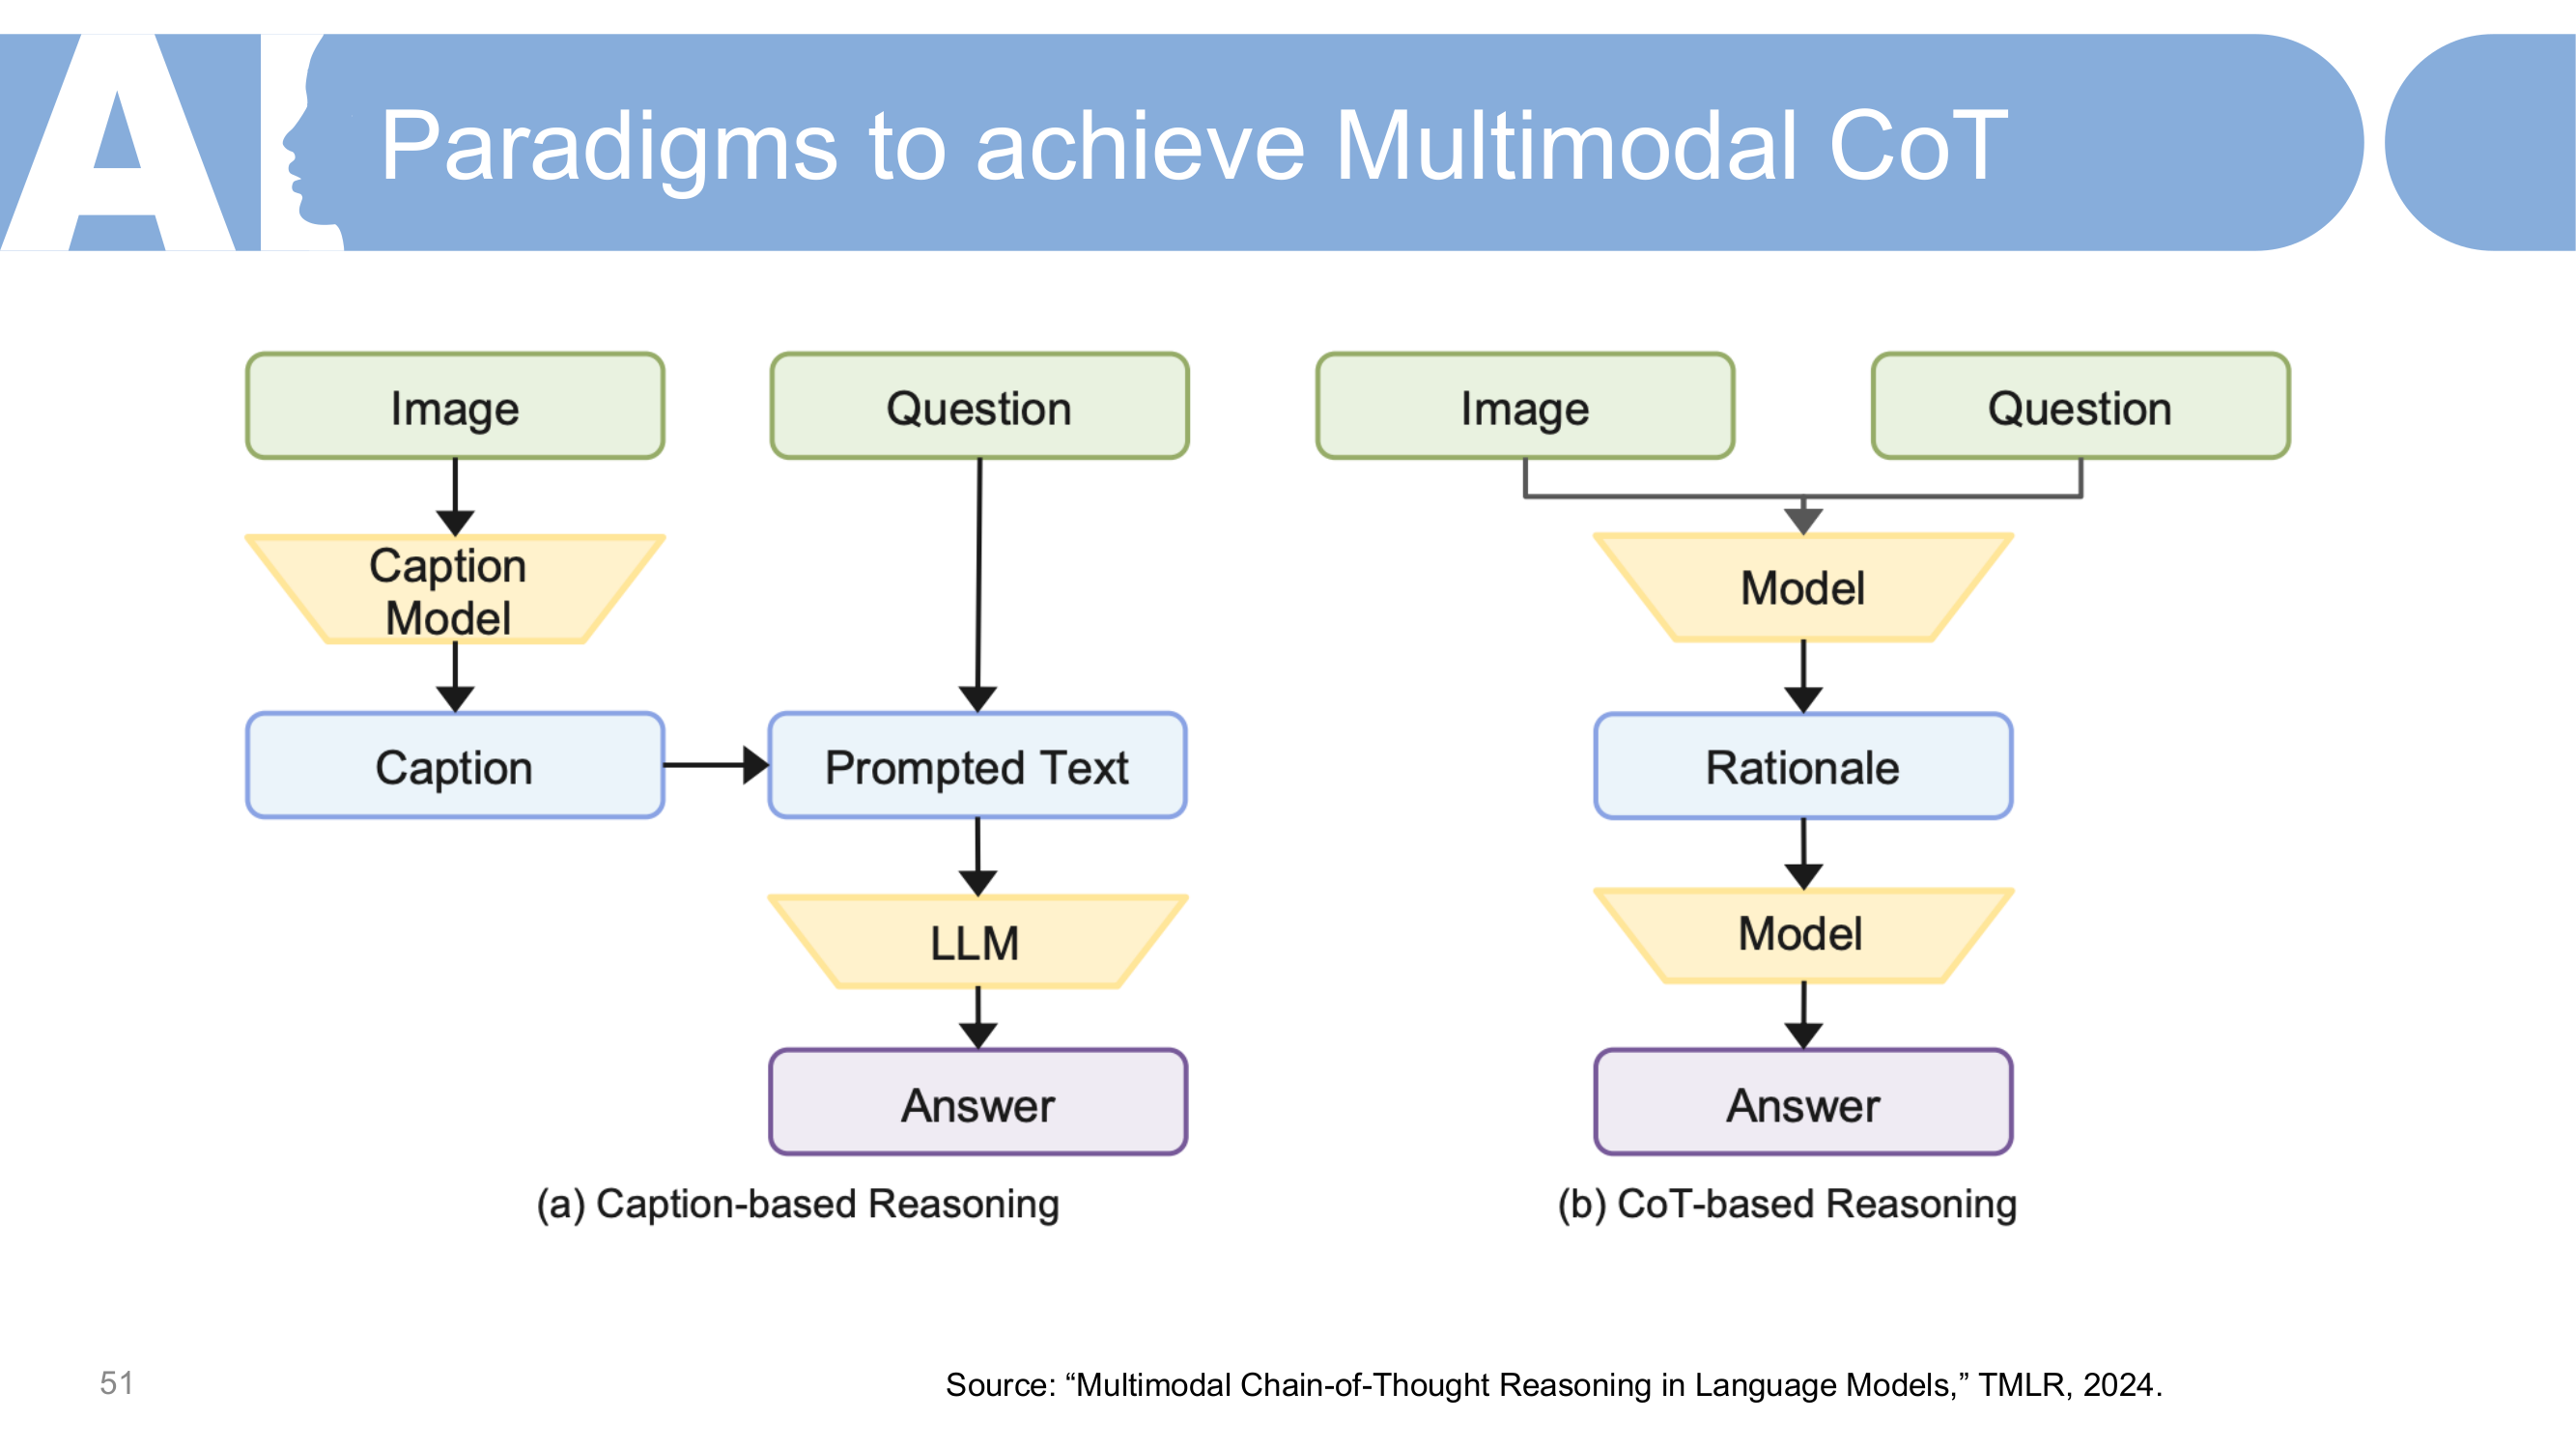 AI
Paradigms to achieve Multimodal CoT
Image
Question
Caption
Model
Caption
Prompted Text
LLM
Answer
(a) Caption-based Reasoning
Image
Question
Model
Rationale
Model
Answer
(b) CoT-based Reasoning
51
Source: “Multimodal Chain-of-Thought Reasoning in Language Models,” TMLR, 2024.